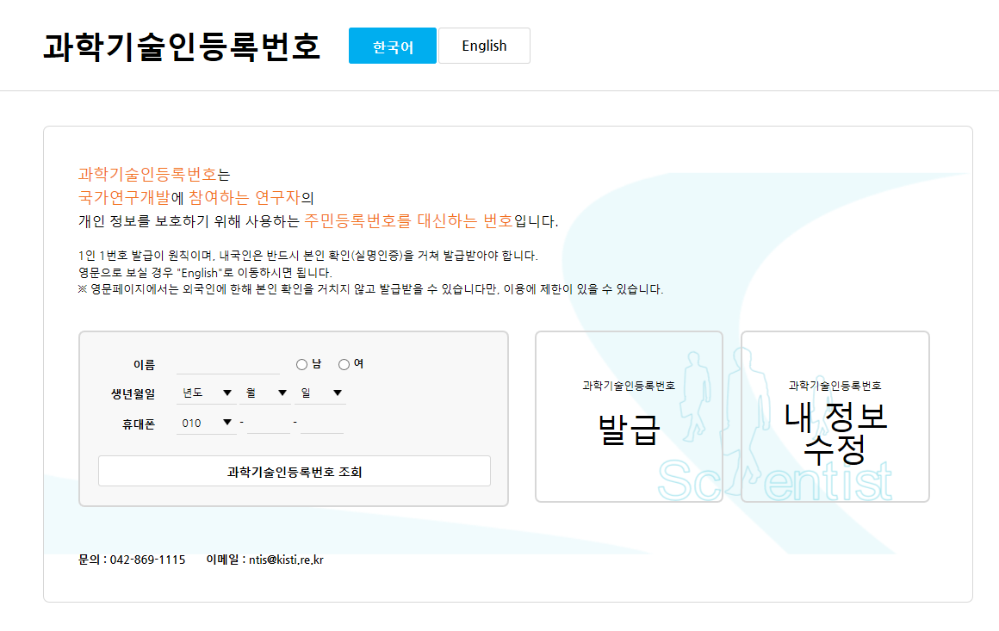 과학기술인등록번호
한국어
English
과학기술인등록번호는
국가연구개발에 참여하는 연구자의
개인 정보를 보호하기 위해 사용하는 주민등록번호를 대신하는 번호입니다.
1인 1번호 발급이 원칙이며, 내국인은 반드시 본인 확인(실명인증)을 거쳐 발급받아야 합니다.
영문으로 보실 경우 "English"로 이동하시면 됩니다.
※ 영문페이지에서는 외국인에 한해 본인 확인을 거치지 않고 발급받을 수 있습니다만, 이용에 제한이 있을 수 있습니다.
이름 남 여
생년월일 년도 월 일
휴대폰 010 - -
과학기술인등록번호 조회
과학기술인등록번호
발급
과학기술인등록번호
내 정보
수정
Scientist
문의 : 042-869-1115 이메일 : ntis@kisti.re.kr